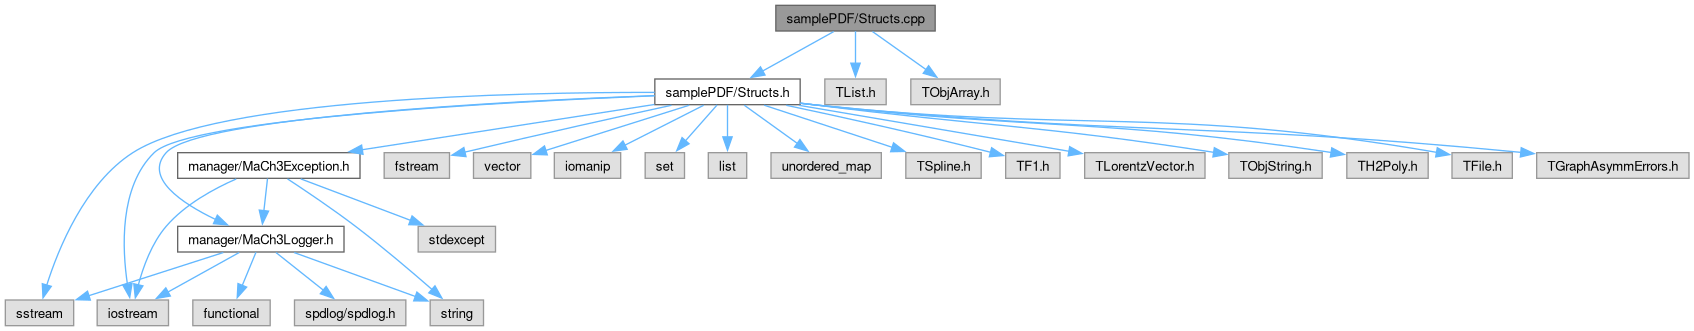 samplePDF/Structs.cpp
samplePDF/Structs.h
TList.h
TObjArray.h
manager/MaCh3Exception.h
fstream
vector
iomanip
set
list
unordered_map
TSpline.h
TF1.h
TLorentzVector.h
TObjString.h
TH2Poly.h
TFile.h
TGraphAsymmErrors.h
manager/MaCh3Logger.h
stdexcept
sstream
iostream
functional
spdlog/spdlog.h
string